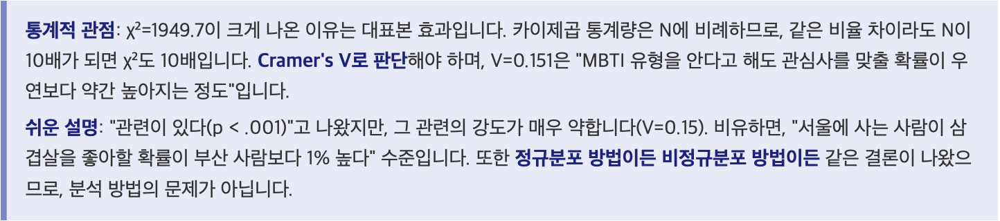 통계적 관점: χ²=1949.7이 크게 나온 이유는 대표본 효과입니다. 카이제곱 통계량은 N에 비례하므로, 같은 비율 차이라도 N이
10배가 되면 χ²도 10배입니다. Cramer's V로 판단해야 하며, V=0.151은 "MBTI 유형을 안다고 해도 관심사를 맞출 확률이 우
연보다 약간 높아지는 정도"입니다.
쉬운 설명: "관련이 있다(p < .001)"고 나왔지만, 그 관련의 강도가 매우 약합니다(V=0.15). 비유하면, "서울에 사는 사람이 삼
겹살을 좋아할 확률이 부산 사람보다 1% 높다" 수준입니다. 또한 정규분포 방법이든 비정규분포 방법이든 같은 결론이 나왔으
므로, 분석 방법의 문제가 아닙니다.